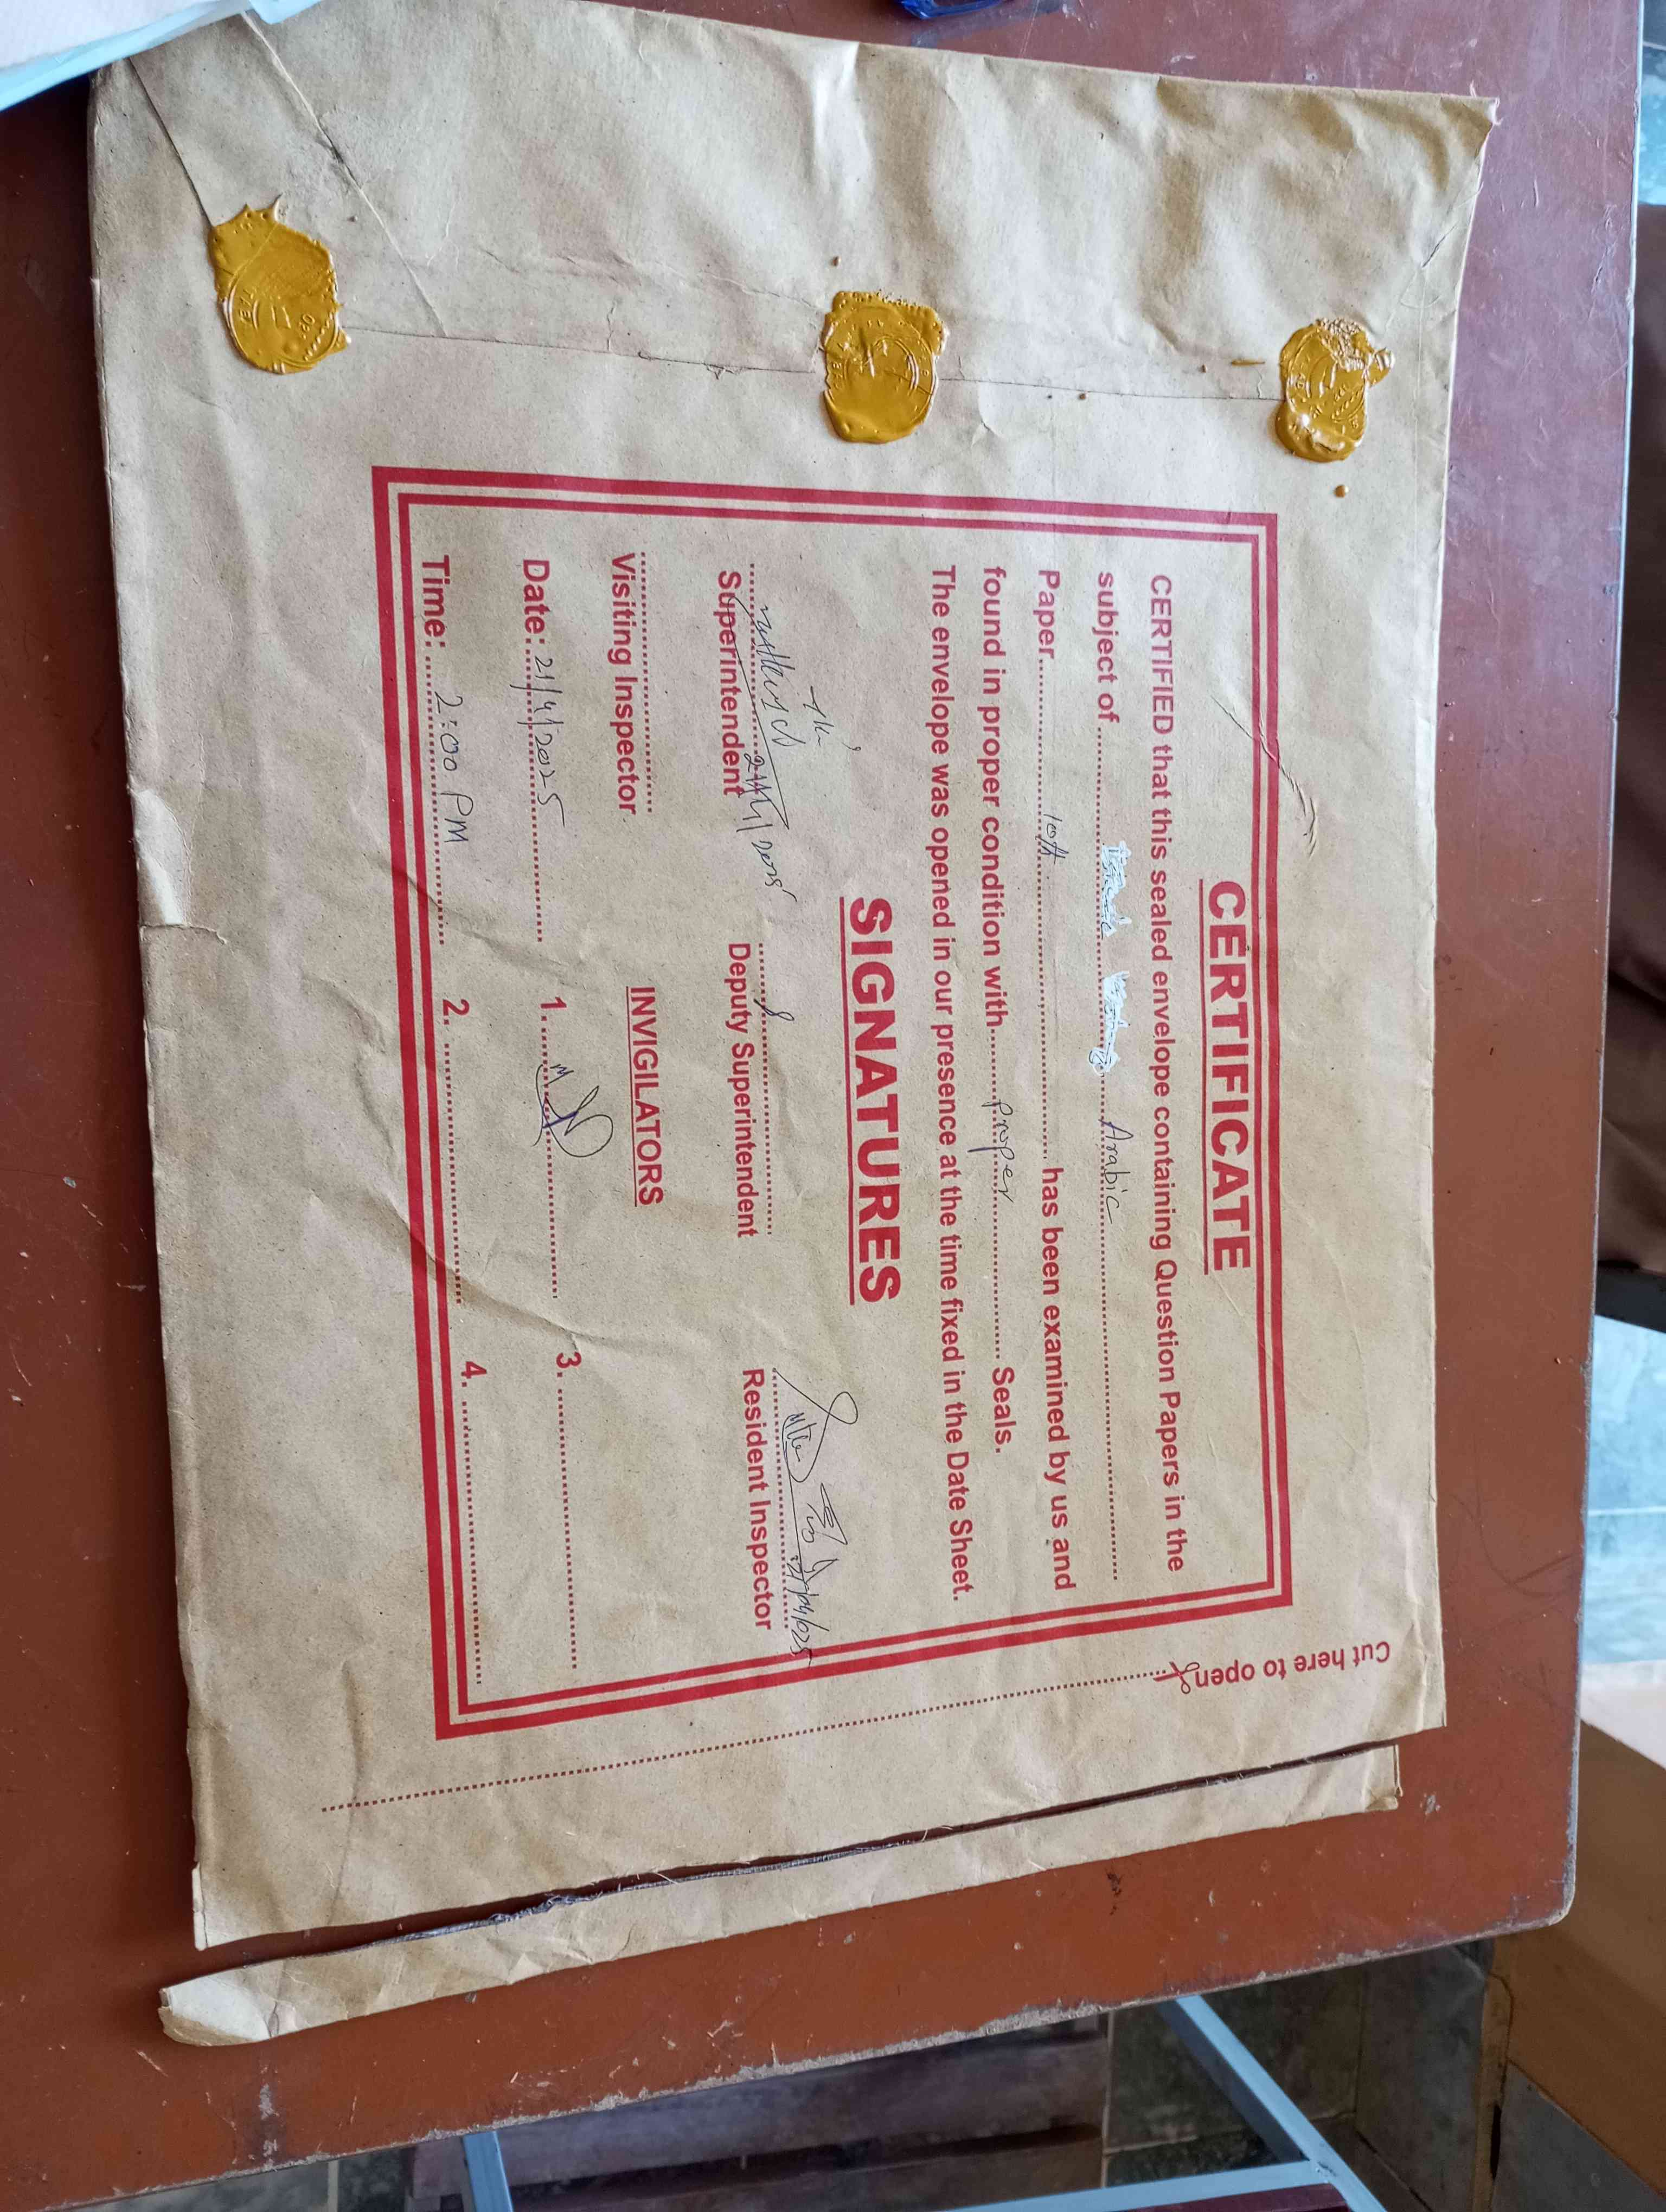 CERTIFICATE
CERTIFIED that this sealed envelope containing Question Papers in the
subject of Arabic
Paper 10th has been examined by us and
found in proper condition with proper Seals.
The envelope was opened in our presence at the time fixed in the Date Sheet.
SIGNATURES
Superintendent Deputy Superintendent Resident Inspector
Visiting Inspector
INVIGILATORS
Date: 21/4/2025 1. 3.
Time: 2:00 PM 2. 4.
Cut here to open